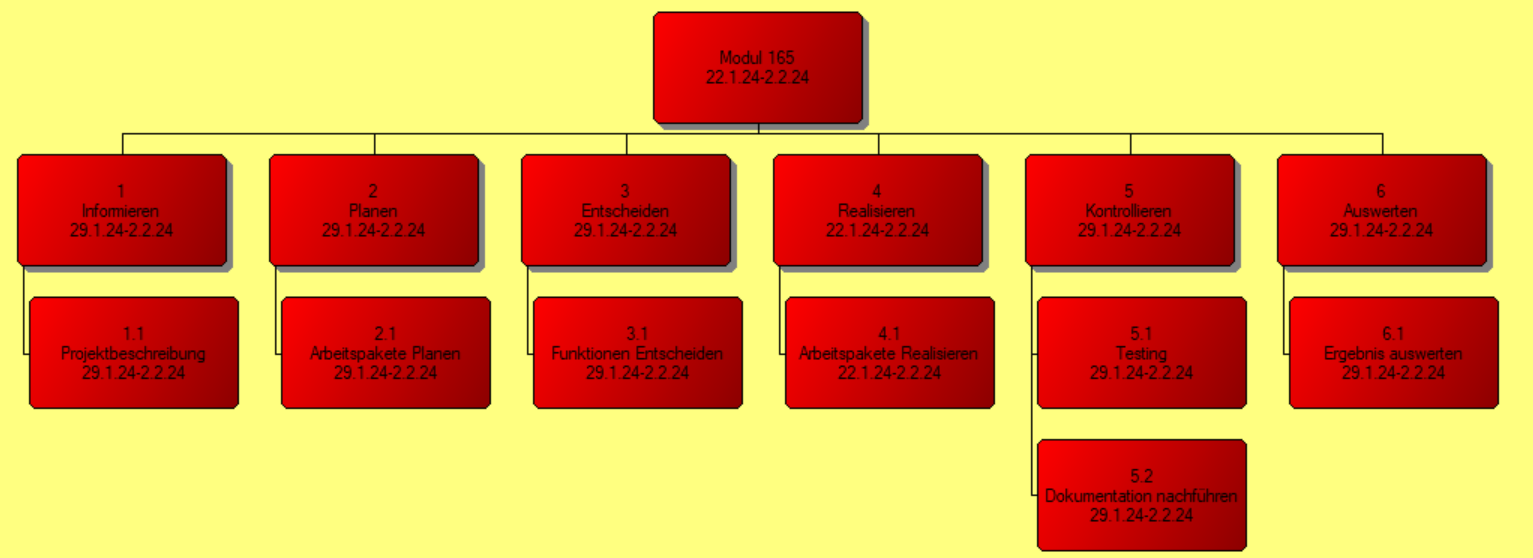 Modul 165
22.1.24-2.2.24
1
Informieren
29.1.24-2.2.24
2
Planen
29.1.24-2.2.24
3
Entscheiden
29.1.24-2.2.24
4
Realisieren
22.1.24-2.2.24
5
Kontrollieren
29.1.24-2.2.24
6
Auswerten
29.1.24-2.2.24
1.1
Projektbeschreibung
29.1.24-2.2.24
2.1
Arbeitspakete Planen
29.1.24-2.2.24
3.1
Funktionen Entscheiden
29.1.24-2.2.24
4.1
Arbeitspakete Realisieren
22.1.24-2.2.24
5.1
Testing
29.1.24-2.2.24
6.1
Ergebnis auswerten
29.1.24-2.2.24
5.2
Dokumentation nachführen
29.1.24-2.2.24